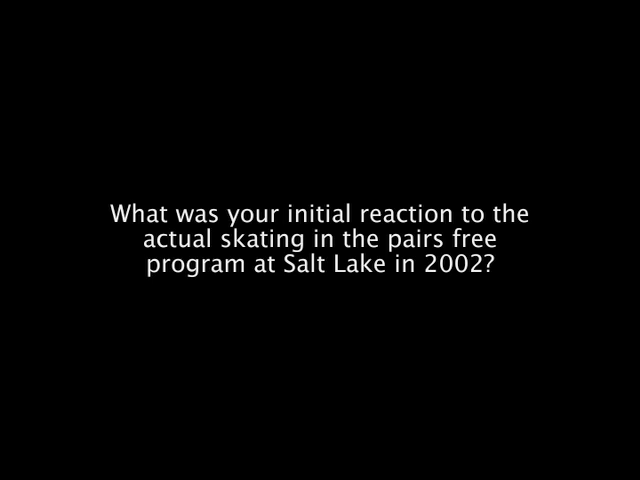 What was your initial reaction to the
actual skating in the pairs free
program at Salt Lake in 2002?